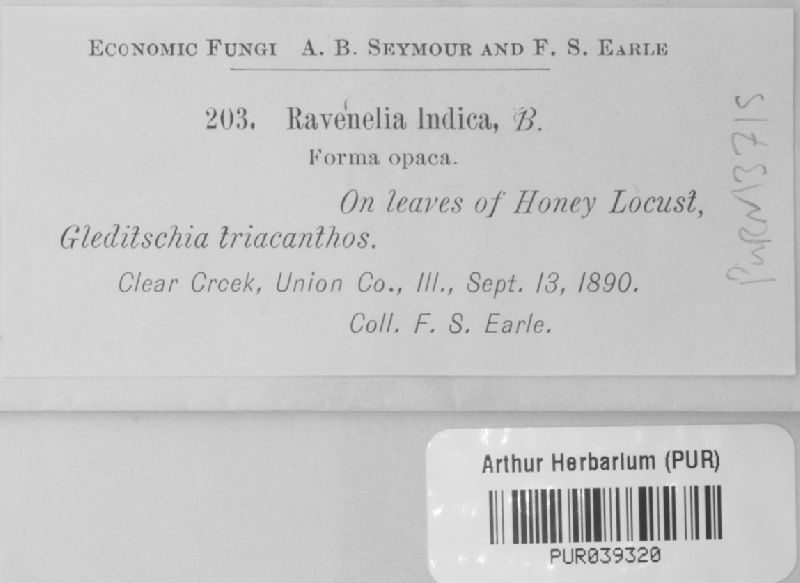 ECONOMIC FUNGI A. B. SEYMOUR AND F. S. EARLE
203. Ravenelia Indica, B.
Forma opaca.
On leaves of Honey Locust,
Gleditschia triacanthos.
Clear Creek, Union Co., Ill., Sept. 13, 1890.
Coll. F. S. Earle.
PURN13715
Arthur Herbarium (PUR)
PUR039320